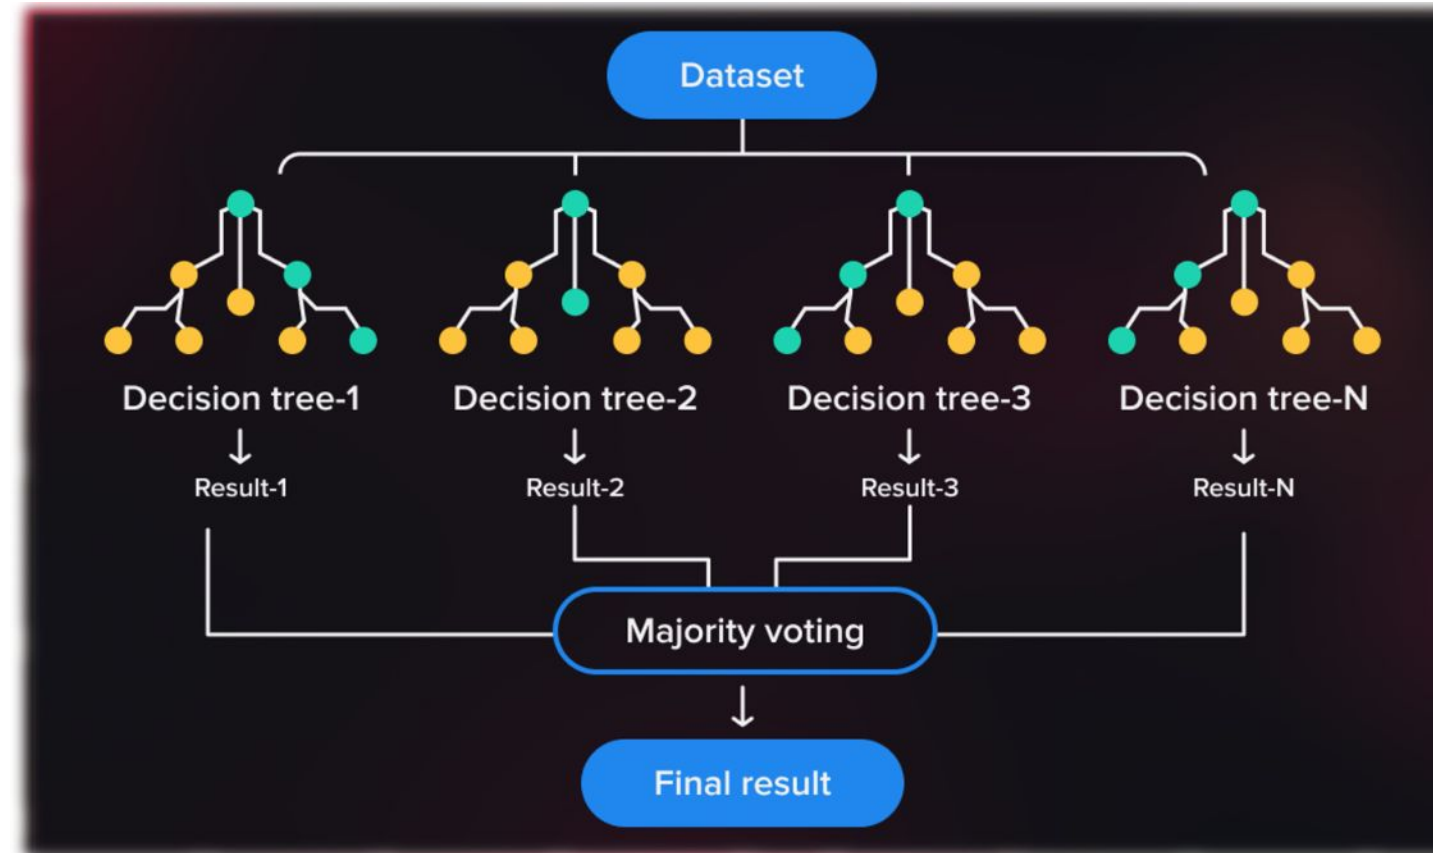 Dataset
Decision tree-1
Decision tree-2
Decision tree-3
Decision tree-N
Result-1
Result-2
Result-3
Result-N
Majority voting
Final result